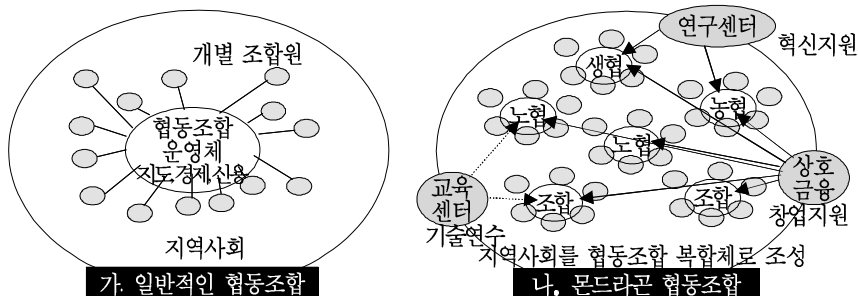 개별 조합원
협동조합
운영체
지도,경제,신용
지역사회
가. 일반적인 협동조합
연구센터
혁신지원
생협
노협
농협
노협
상호
금융
창업지원
교육
센터
기술연수
조합
조합
지역사회를 협동조합 복합체로 조성
나. 몬드라곤 협동조합